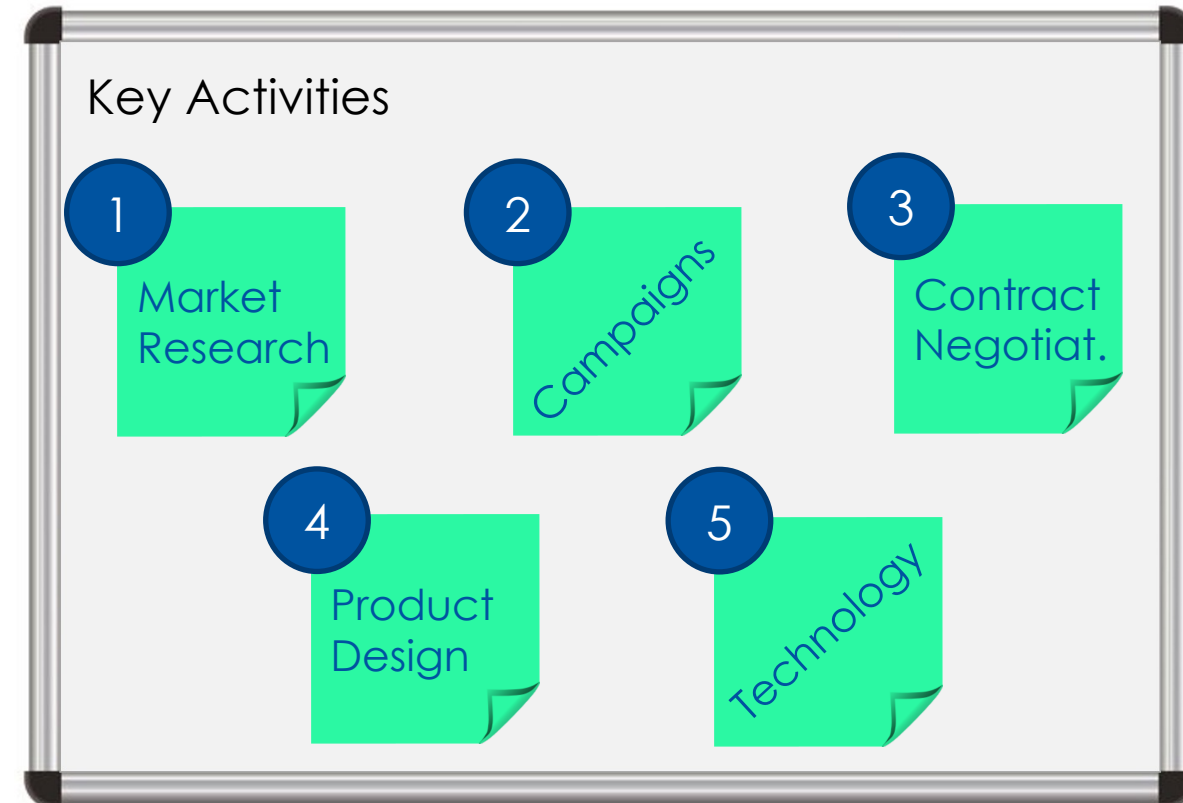 Key Activities
1
Market
Research
2
Campaigns
3
Contract
Negotiat.
4
Product
Design
5
Technology